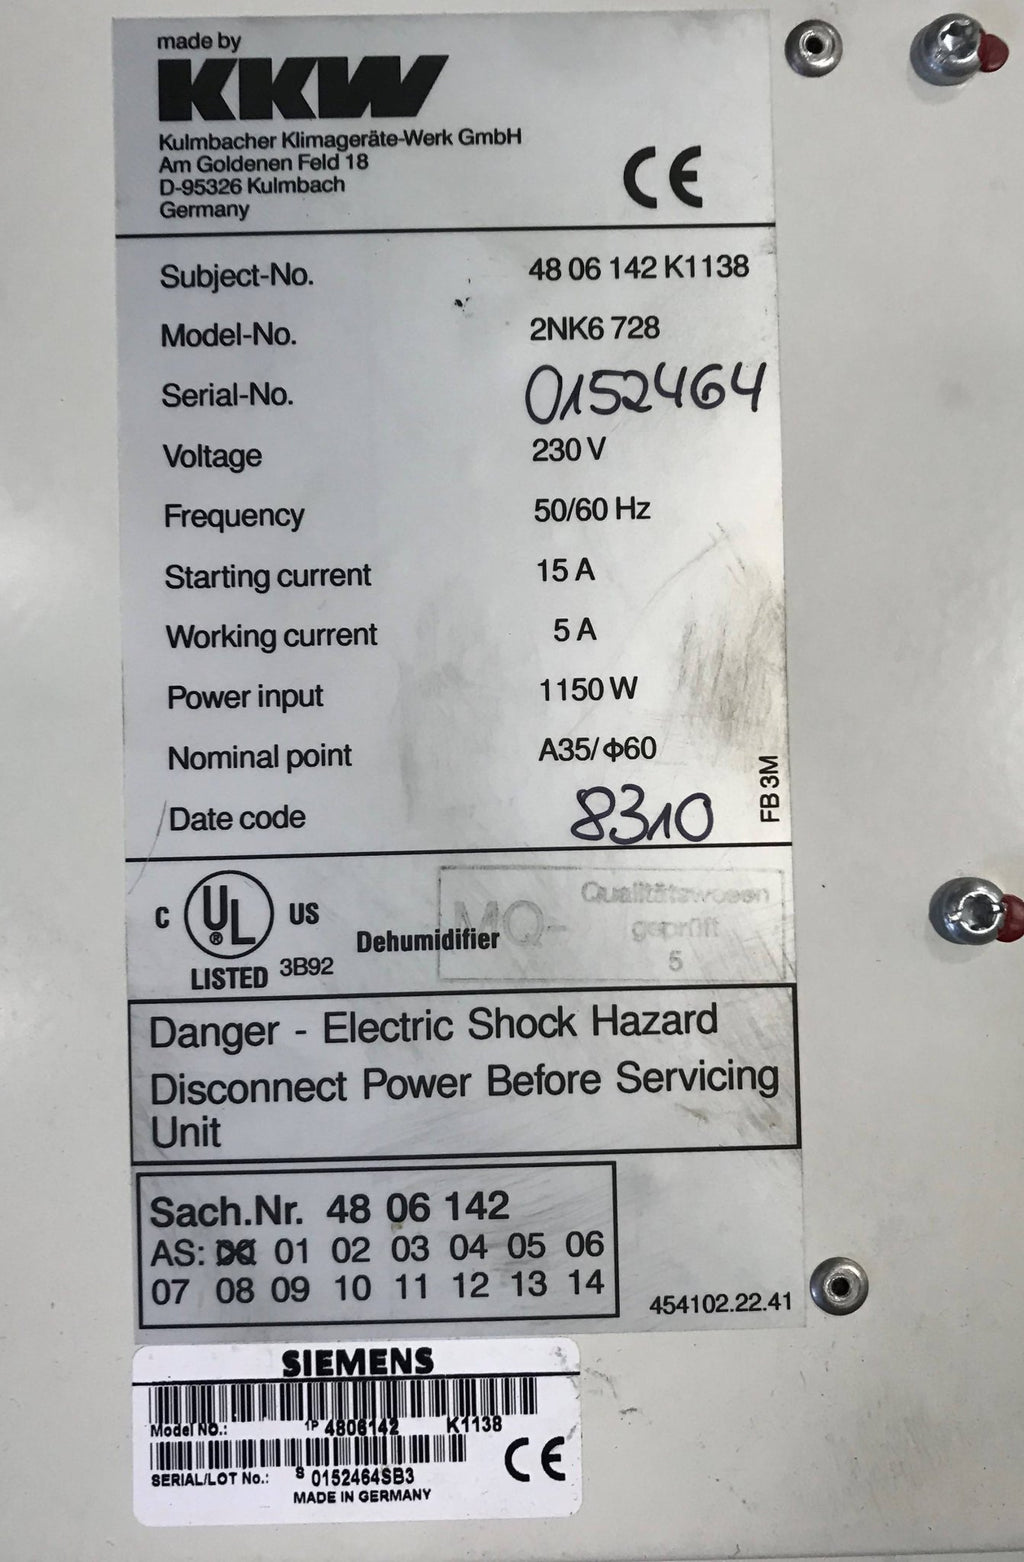 made by
KKW
Kulmbacher Klimageräte-Werk GmbH
Am Goldenen Feld 18
D-95326 Kulmbach
Germany
CE
Subject-No. 48 06 142 K1138
Model-No. 2NK6 728
Serial-No. 0152464
Voltage 230 V
Frequency 50/60 Hz
Starting current 15 A
Working current 5 A
Power input 1150 W
Nominal point A35/ϕ60
Date code 8310
FB3M
C UL ® US
LISTED 3B92
Dehumidifier
MQ-
Qualitätswesen
geprüft
5
Danger - Electric Shock Hazard
Disconnect Power Before Servicing
Unit
Sach.Nr. 48 06 142
AS: 01 02 03 04 05 06
07 08 09 10 11 12 13 14
454102.22.41
SIEMENS
Model NO.: 1P 4806142 K1138
SERIAL/LOT No.: S 0152464SB3
CE
MADE IN GERMANY